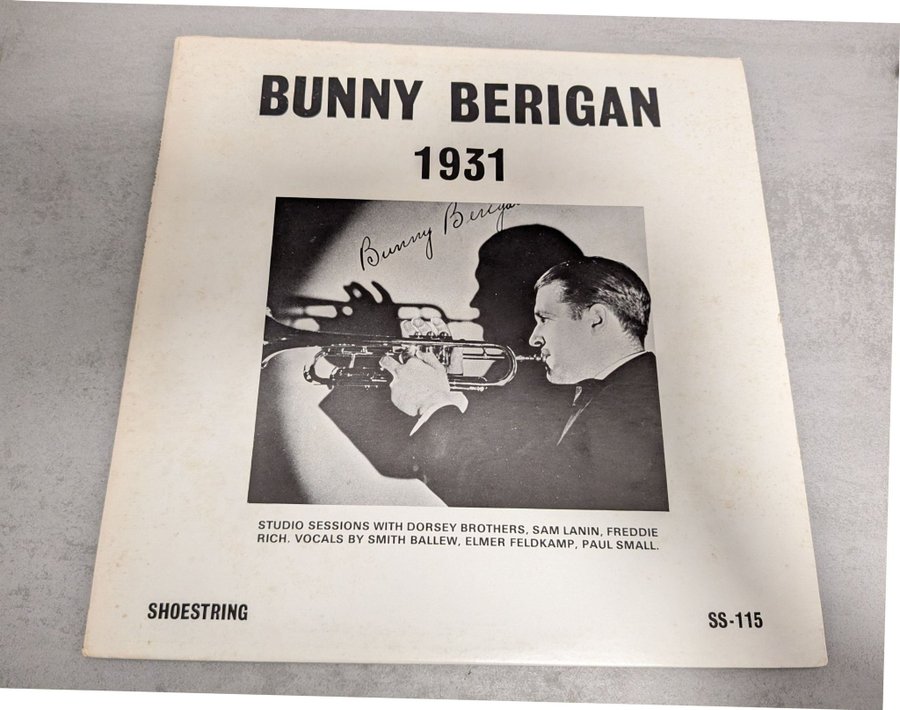 BUNNY BERIGAN
1931
Bunny Berigan
STUDIO SESSIONS WITH DORSEY BROTHERS, SAM LANIN, FREDDIE
RICH. VOCALS BY SMITH BALLEW, ELMER FELDKAMP, PAUL SMALL.
SHOESTRING
SS-115